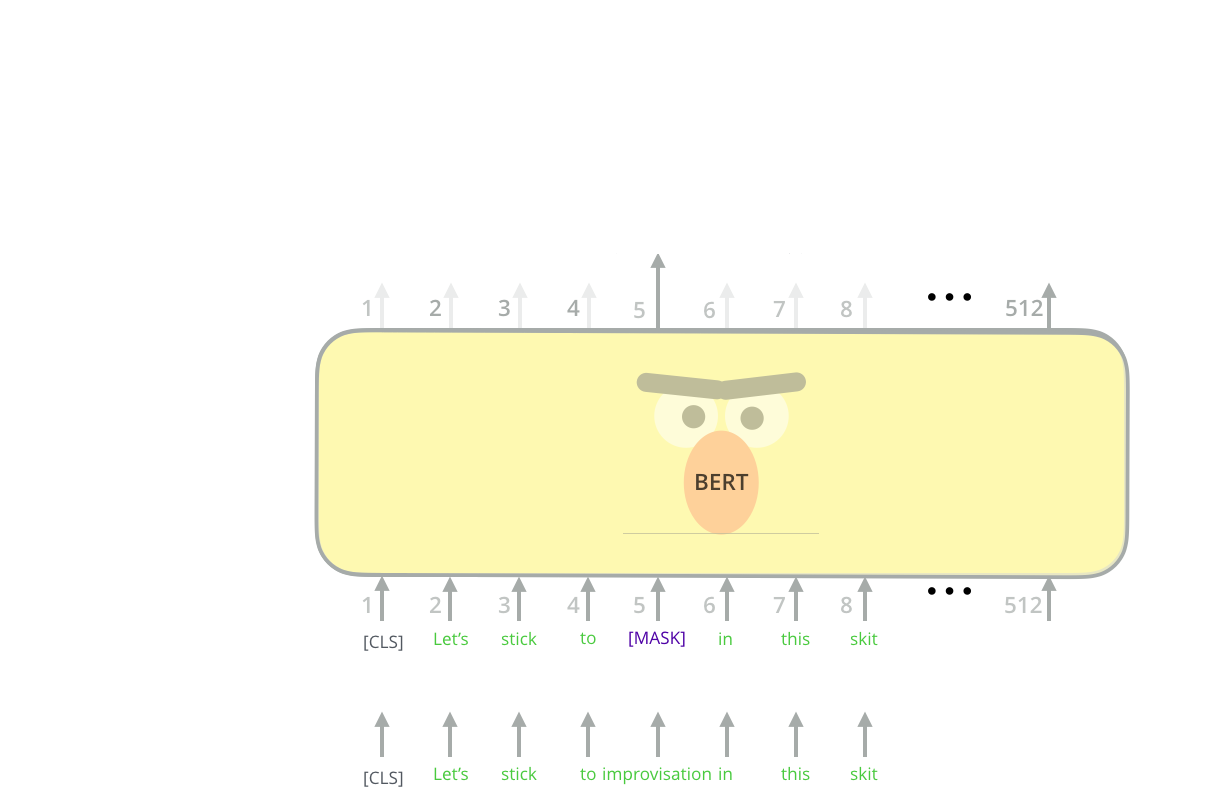 1 2 3 4 5 6 7 8 ••• 512
BERT
1 2 3 4 5 6 7 8 ••• 512
[CLS] Let's stick to [MASK] in this skit
[CLS] Let's stick to improvisation in this skit